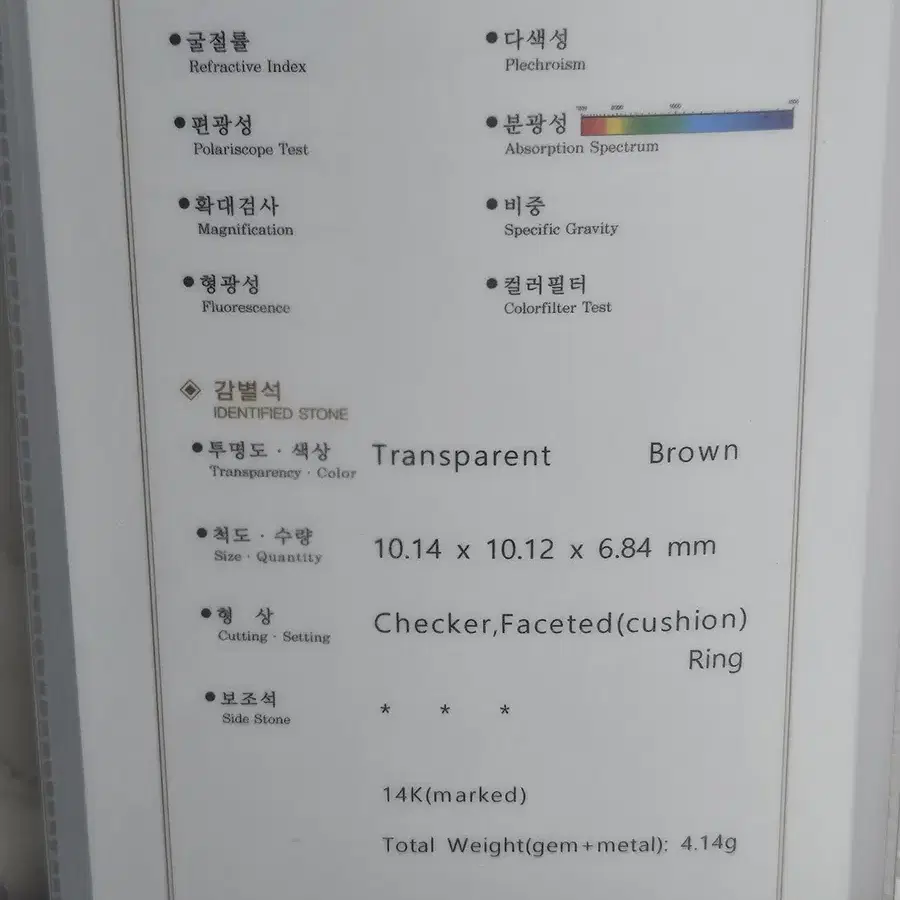 ●굴절률
Refractive Index
●다색성
Plechroism
●편광성
Polariscope Test
●분광성
Absorption Spectrum
●확대검사
Magnification
●비중
Specific Gravity
●형광성
Fluorescence
●컬러필터
Colorfilter Test
감별석
IDENTIFIED STONE
●투명도 · 색상 Transparent Brown
Transparency · Color
●척도 · 수량 10.14 x 10.12 x 6.84 mm
Size · Quantity
●형 상 Checker,Faceted(cushion)
Cutting · Setting
Ring
●보조석 * * *
Side Stone
14K(marked)
Total Weight(gem+metal): 4.14g